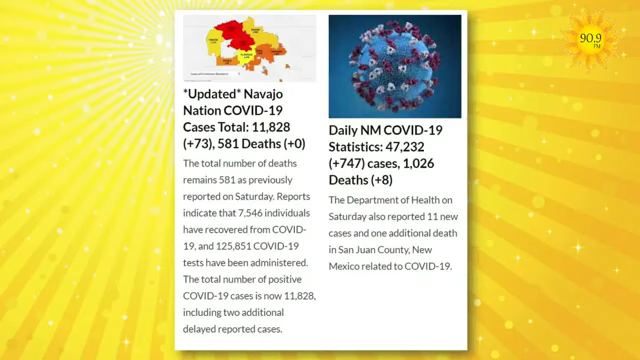 *Updated* Navajo
Nation COVID-19
Cases Total: 11,828
(+73), 581 Deaths (+0)
The total number of deaths
remains 581 as previously
reported on Saturday. Reports
indicate that 7,546 individuals
have recovered from COVID-
19, and 125,851 COVID-19
tests have been administered.
The total number of positive
COVID-19 cases is now 11,828,
including two additional
delayed reported cases.
Daily NM COVID-19
Statistics: 47,232
(+747) cases, 1,026
Deaths (+8)
The Department of Health on
Saturday also reported 11 new
cases and one additional death
in San Juan County, New
Mexico related to COVID-19.
90.9
FM